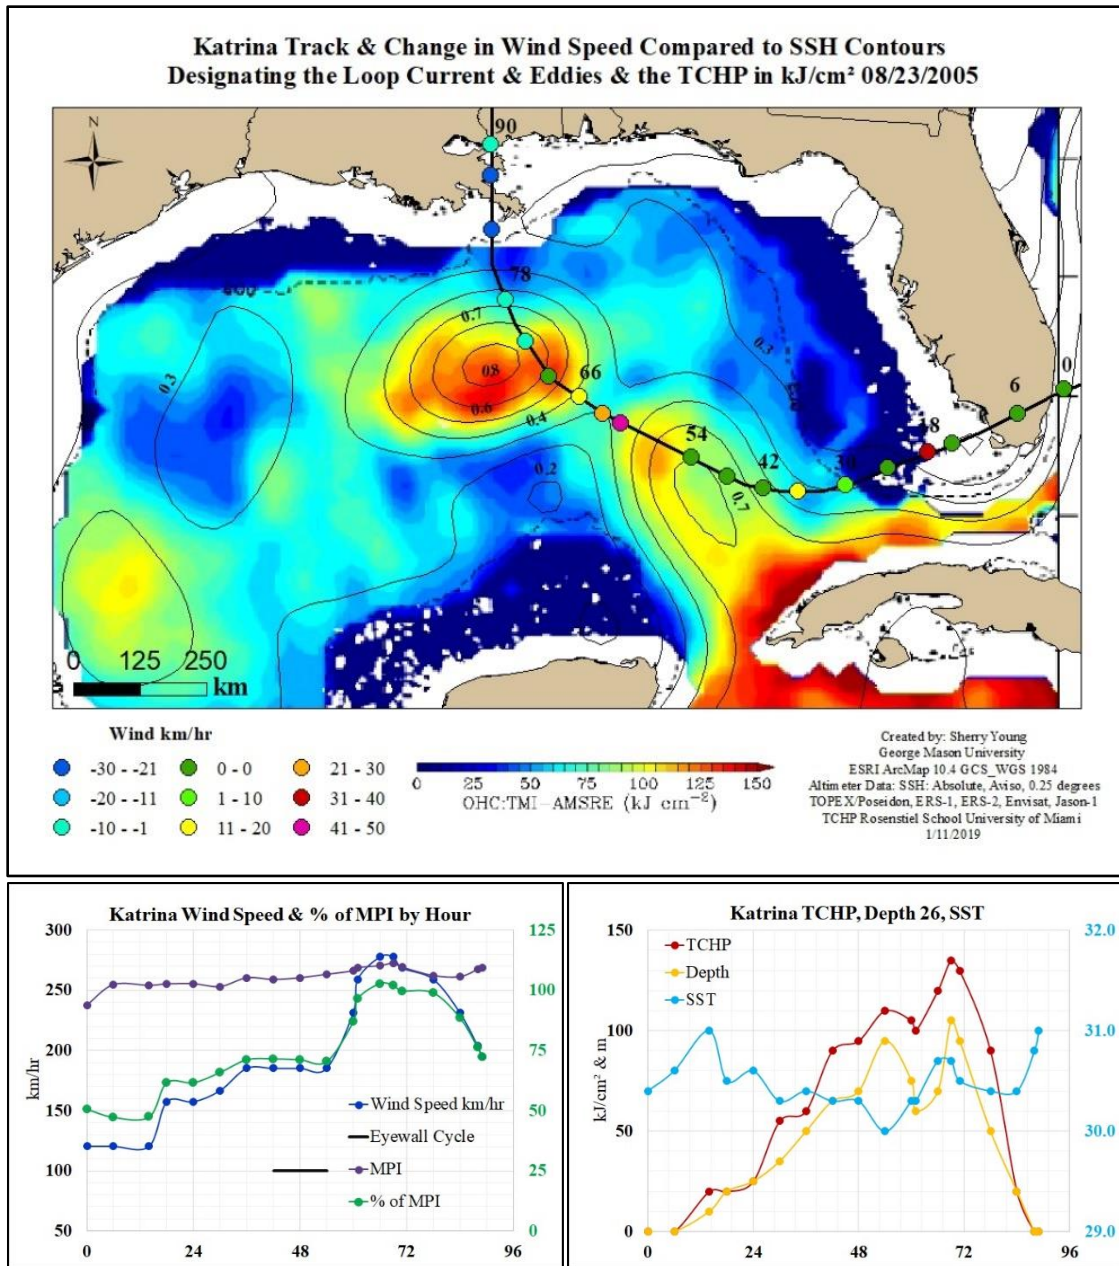 Katrina Track & Change in Wind Speed Compared to SSH Contours
Designating the Loop Current & Eddies & the TCHP in kJ/cm² 08/23/2005
N
90
78
0.7
0.3
0.3
0.8
66
0
0.6
6
0.4
54
0.2
42
0.7
0 125 250
km
Wind km/hr
-30 - -21
0 - 0
21 - 30
-20 - -11
1 - 10
31 - 40
-10 - -1
11 - 20
41 - 50
0 25 50 75 100 125 150
OHC:TMI-AMSRE (kJ cm⁻²)
Created by: Sherry Young
George Mason University
ESRI ArcMap 10.4 GCS_WGS 1984
Altimeter Data: SSH: Absolute, Aviso, 0.25 degrees
TOPEX/Poseidon, ERS-1, ERS-2, Envisat, Jason-1
TCHP Rosenstiel School University of Miami
1/11/2019
Katrina Wind Speed & % of MPI by Hour
300
250
200
150
100
50
km/hr
125
100
75
50
25
0
Wind Speed km/hr
Eyewall Cycle
MPI
% of MPI
0 24 48 72 96
Katrina TCHP, Depth 26, SST
150
100
50
0
kJ/cm² & m
TCHP
Depth
SST
32.0
31.0
30.0
29.0
0 24 48 72 96